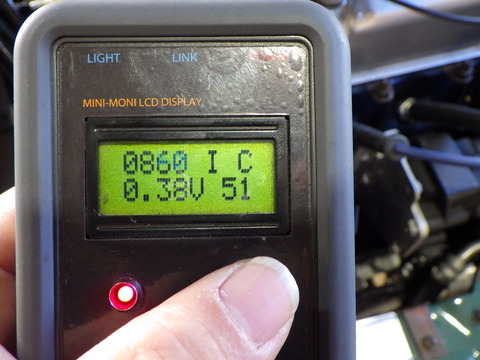 LIGHT LINK
MINI-MONI LCD DISPLAY
0860 I C
0.38V 51